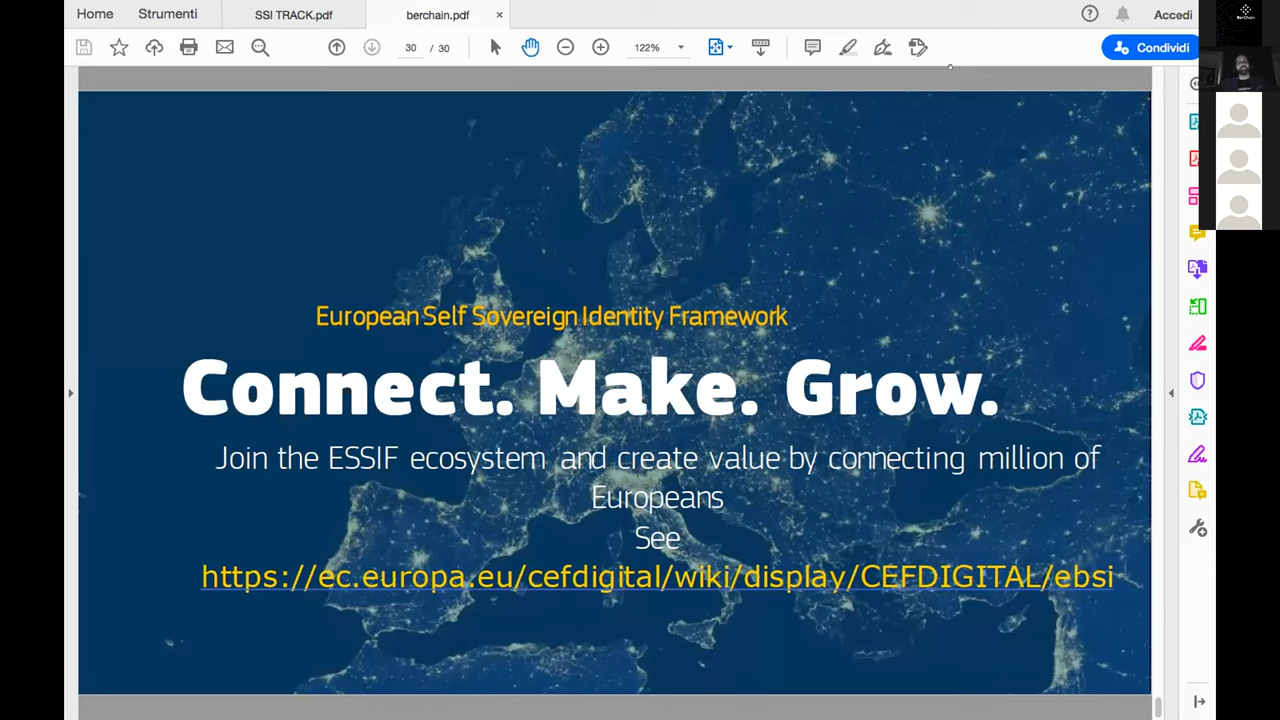 Home Strumenti SSI TRACK.pdf berchain.pdf × Accedi
30 / 30 122% Condividi
European Self Sovereign Identity Framework
Connect. Make. Grow.
Join the ESSIF ecosystem and create value by connecting million of
Europeans
See
https://ec.europa.eu/cefdigital/wiki/display/CEFDIGITAL/ebsi
BerChain